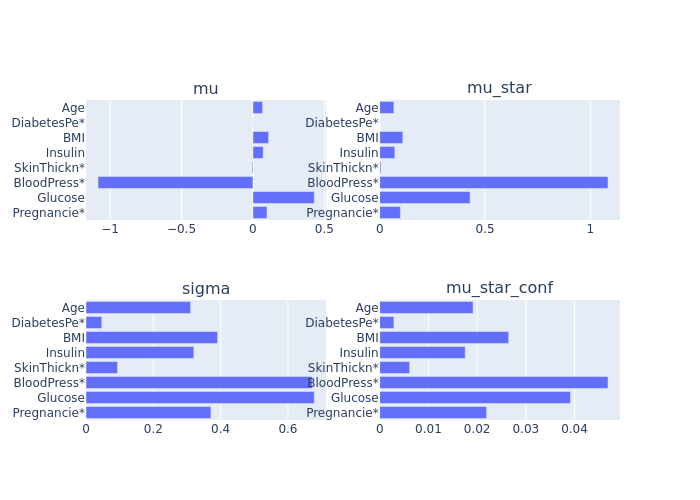 mu
mu_star
Age
DiabetesPe*
BMI
Insulin
SkinThickn*
BloodPress*
Glucose
Pregnancie*
−1
−0.5
0
0.5
Age
DiabetesPe*
BMI
Insulin
SkinThickn*
BloodPress*
Glucose
Pregnancie*
0
0.5
1
sigma
mu_star_conf
Age
DiabetesPe*
BMI
Insulin
SkinThickn*
BloodPress*
Glucose
Pregnancie*
0
0.2
0.4
0.6
Age
DiabetesPe*
BMI
Insulin
SkinThickn*
BloodPress*
Glucose
Pregnancie*
0
0.01
0.02
0.03
0.04